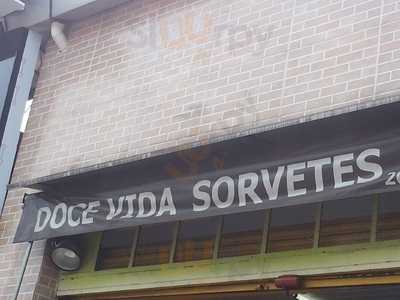 DOCE VIDA SORVETES